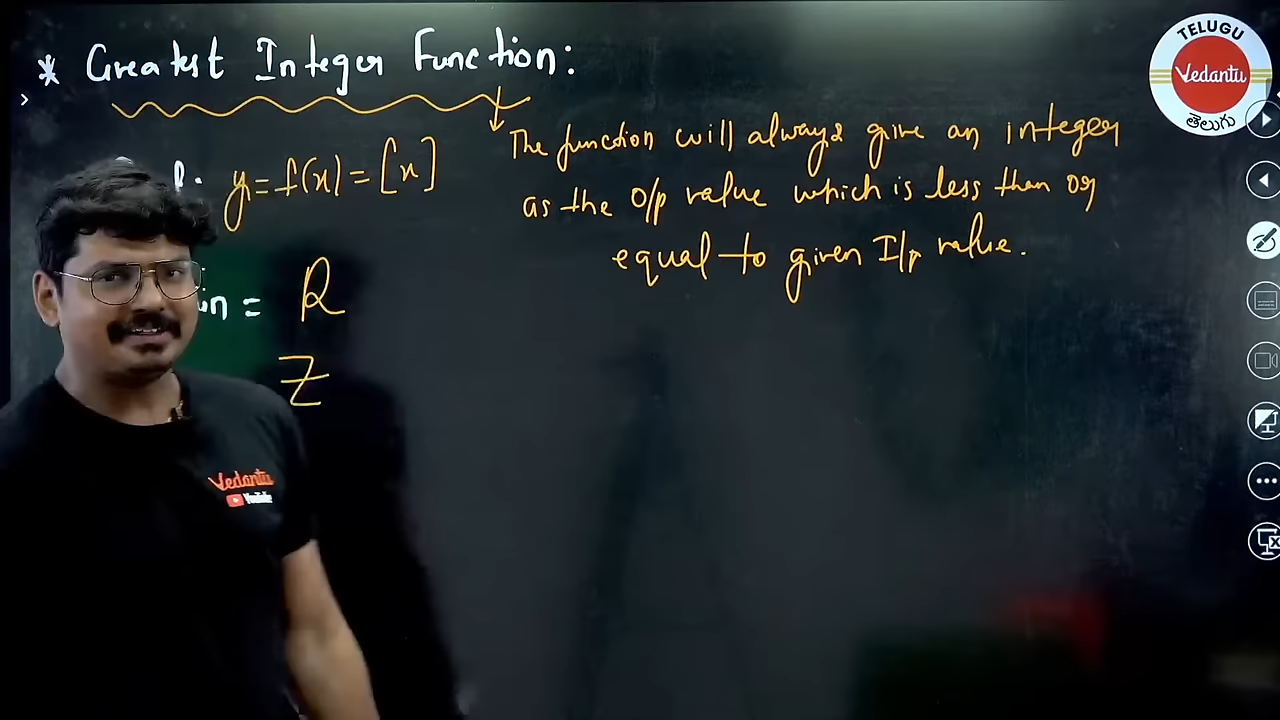 * Greatest Integer Function:
y = f(x) = [x]
The function will always give an integer
as the o/p value which is less than or
equal to given I/p value.
= R
Z
TELUGU
Vedantu
తెలుగు
Vedantu
YouTube